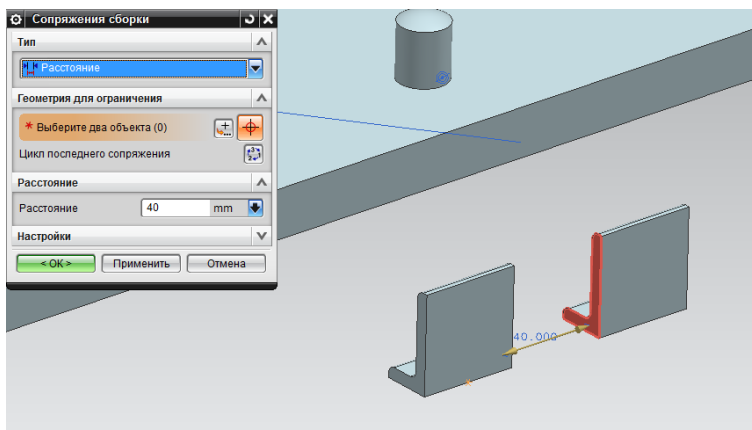 Сопряжения сборки
Тип
Расстояние
Геометрия для ограничения
* Выберите два объекта (0)
Цикл последнего сопряжения
Расстояние
Расстояние 40 mm
Настройки
< ОК > Применить Отмена
40.000